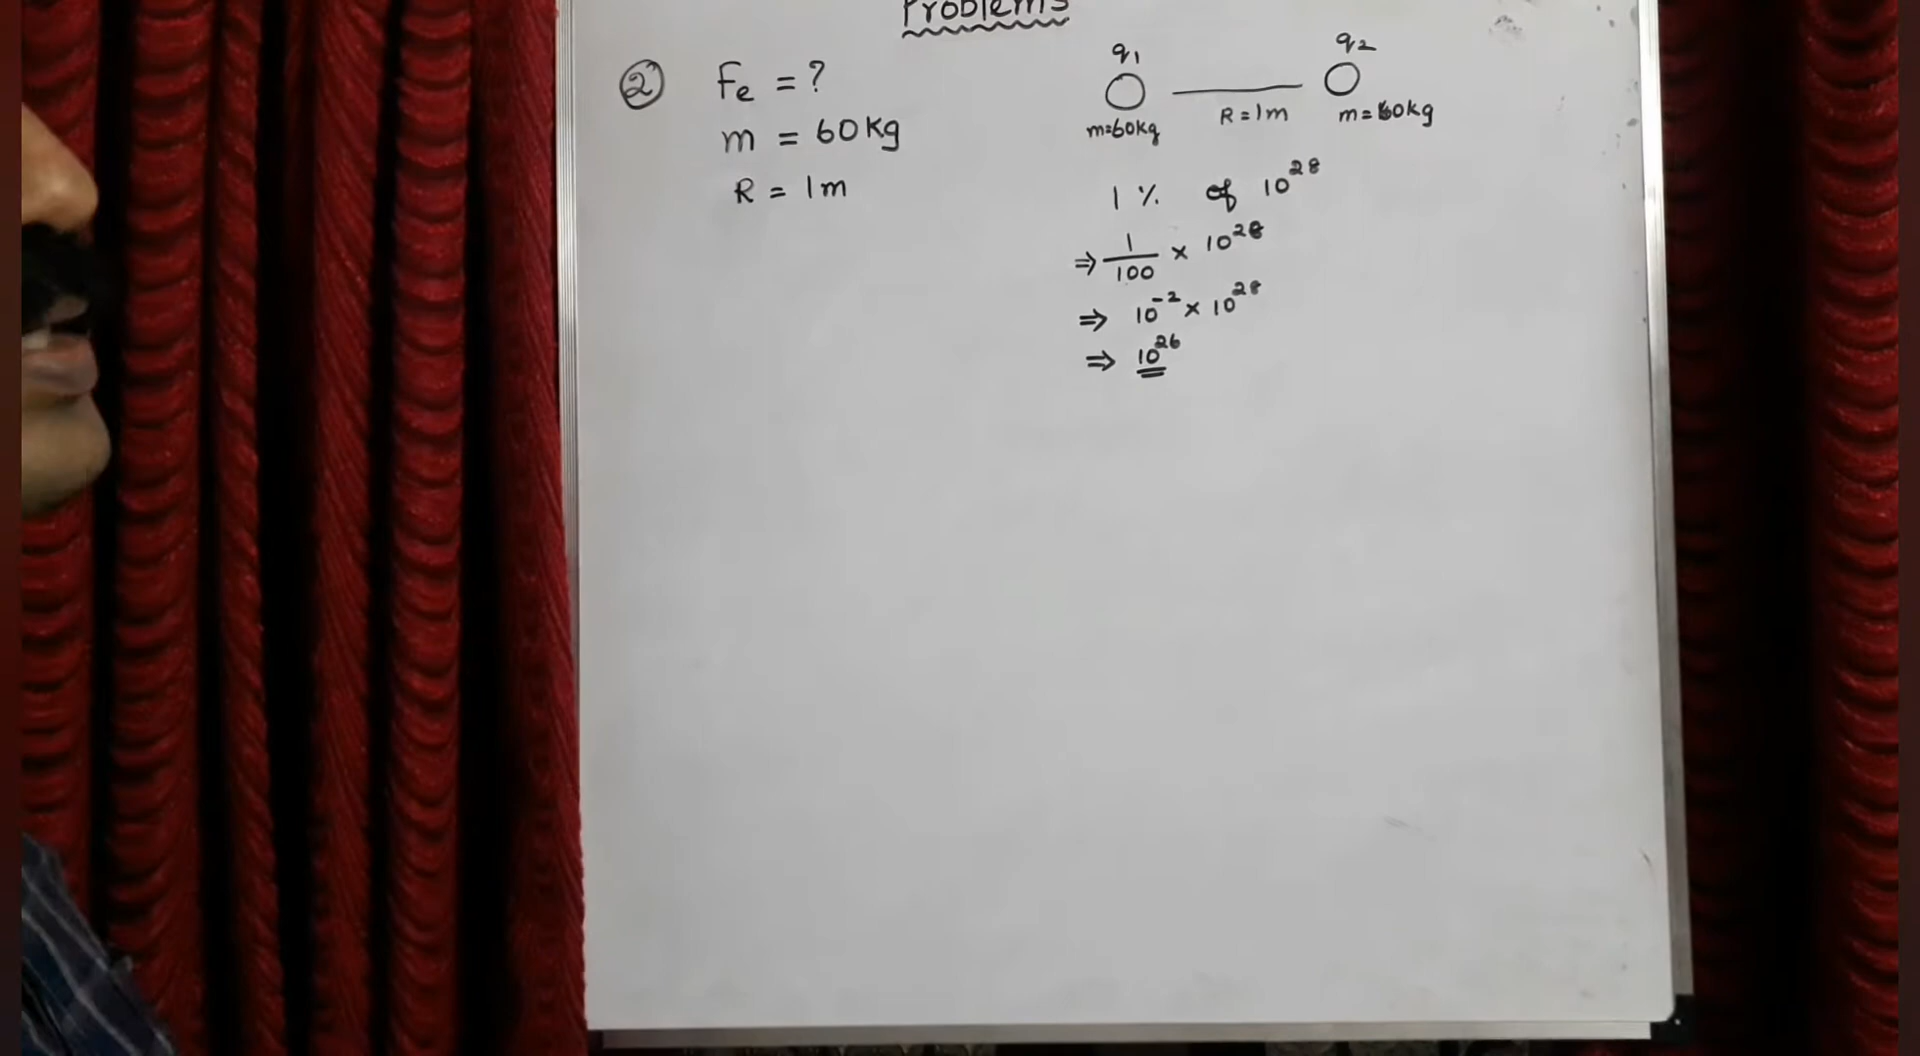 Problems
② Fe = ?
m = 60 kg
R = 1m
q1 q2
R = 1m
m=60kg m = 60kg
1 % of 10^28
⇒ 1/100 × 10^28
⇒ 10^-2 × 10^28
⇒ 10^26